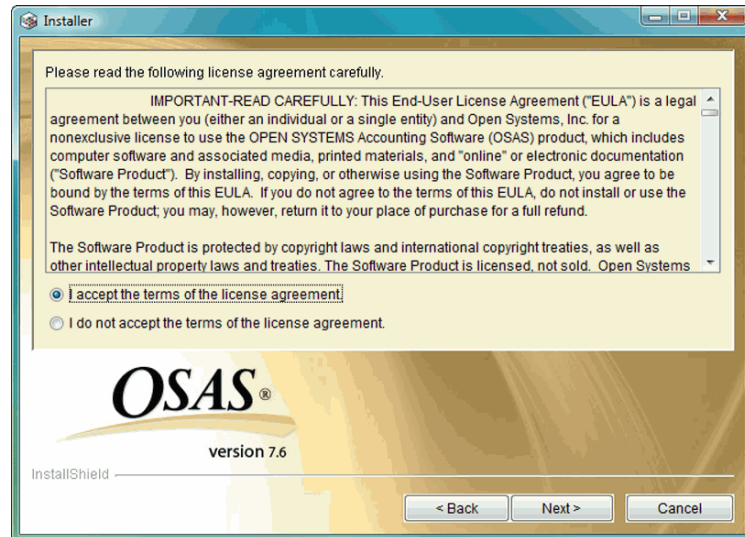 Installer
Please read the following license agreement carefully.
IMPORTANT-READ CAREFULLY: This End-User License Agreement ("EULA") is a legal
agreement between you (either an individual or a single entity) and Open Systems, Inc. for a
nonexclusive license to use the OPEN SYSTEMS Accounting Software (OSAS) product, which includes
computer software and associated media, printed materials, and "online" or electronic documentation
("Software Product"). By installing, copying, or otherwise using the Software Product, you agree to be
bound by the terms of this EULA. If you do not agree to the terms of this EULA, do not install or use the
Software Product; you may, however, return it to your place of purchase for a full refund.
The Software Product is protected by copyright laws and international copyright treaties, as well as
other intellectual property laws and treaties. The Software Product is licensed, not sold. Open Systems
I accept the terms of the license agreement.
I do not accept the terms of the license agreement.
OSAS®
version 7.6
InstallShield
< Back Next > Cancel